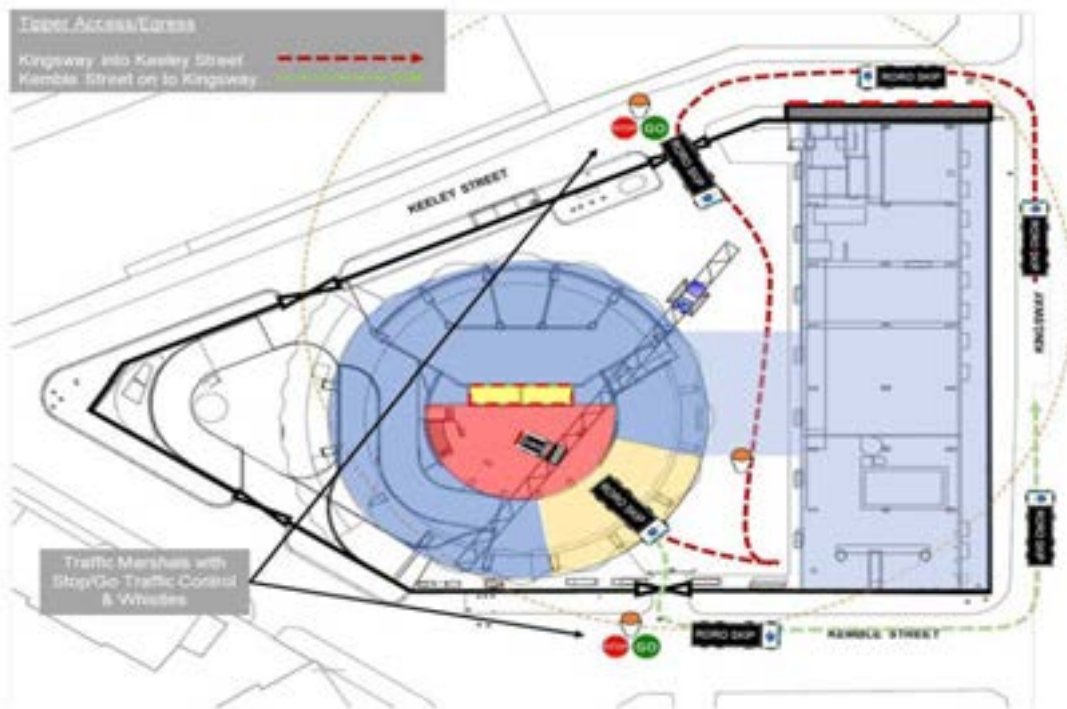 Tipper Access/Egress
Kingsway into Keeley Street
Kemble Street on to Kingsway
RORO SKIP
STOP GO
RORO SKIP
KEELEY STREET
RORO SKIP
KINGSWAY
RORO SKIP
RORO SKIP
Traffic Marshals with
Stop/Go Traffic Control
& Whistles
STOP GO
RORO SKIP
KEMBLE STREET